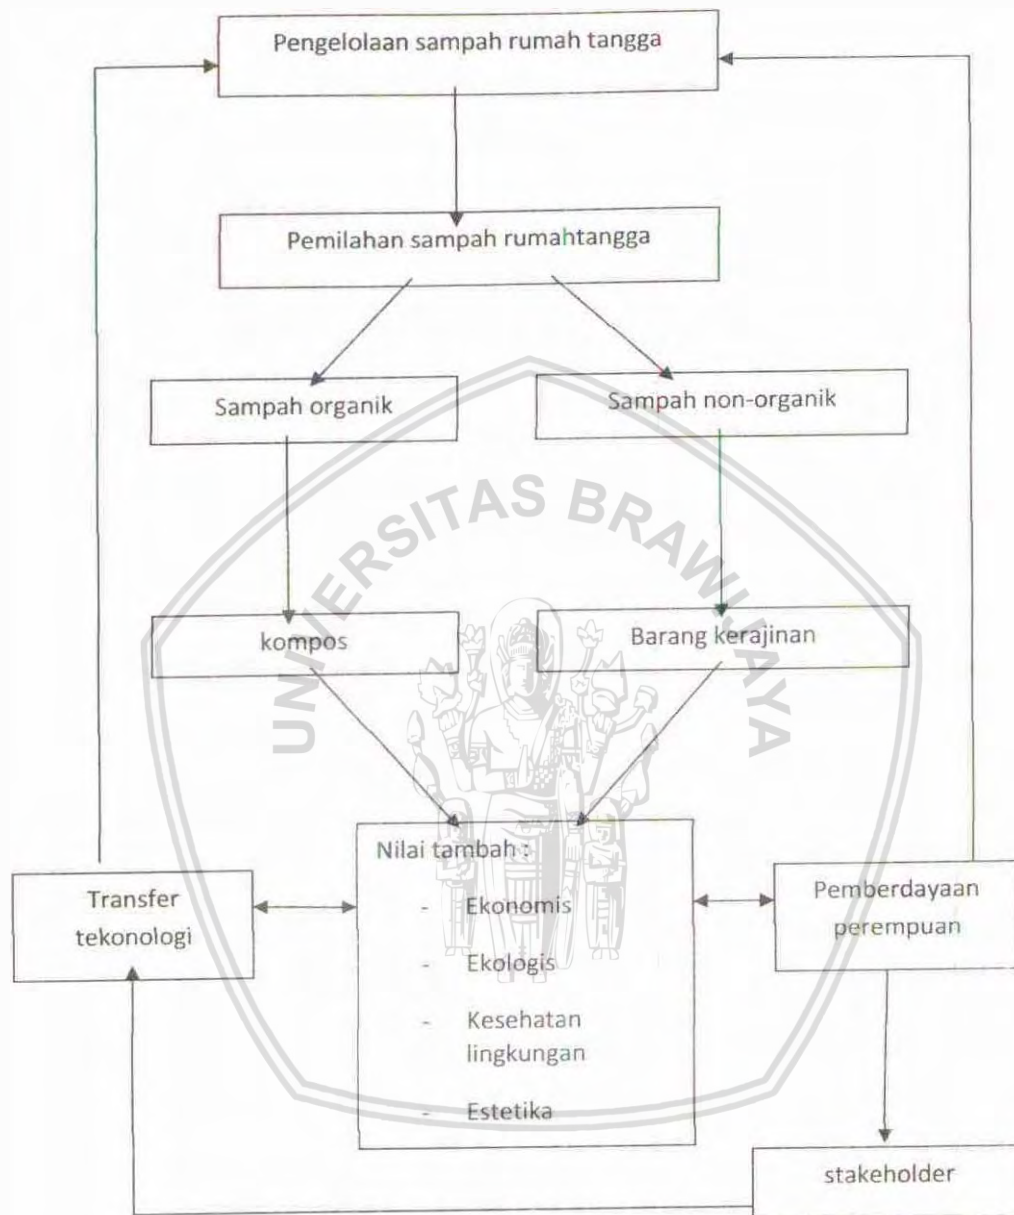 Pengelolaan sampah rumah tangga
Pemilahan sampah rumahtangga
Sampah organik
Sampah non-organik
UNIVERSITAS BRAWIJAYA
kompos
Barang kerajinan
Nilai tambah :
- Ekonomis
- Ekologis
- Kesehatan
lingkungan
- Estetika
Transfer
tekonologi
Pemberdayaan
perempuan
stakeholder